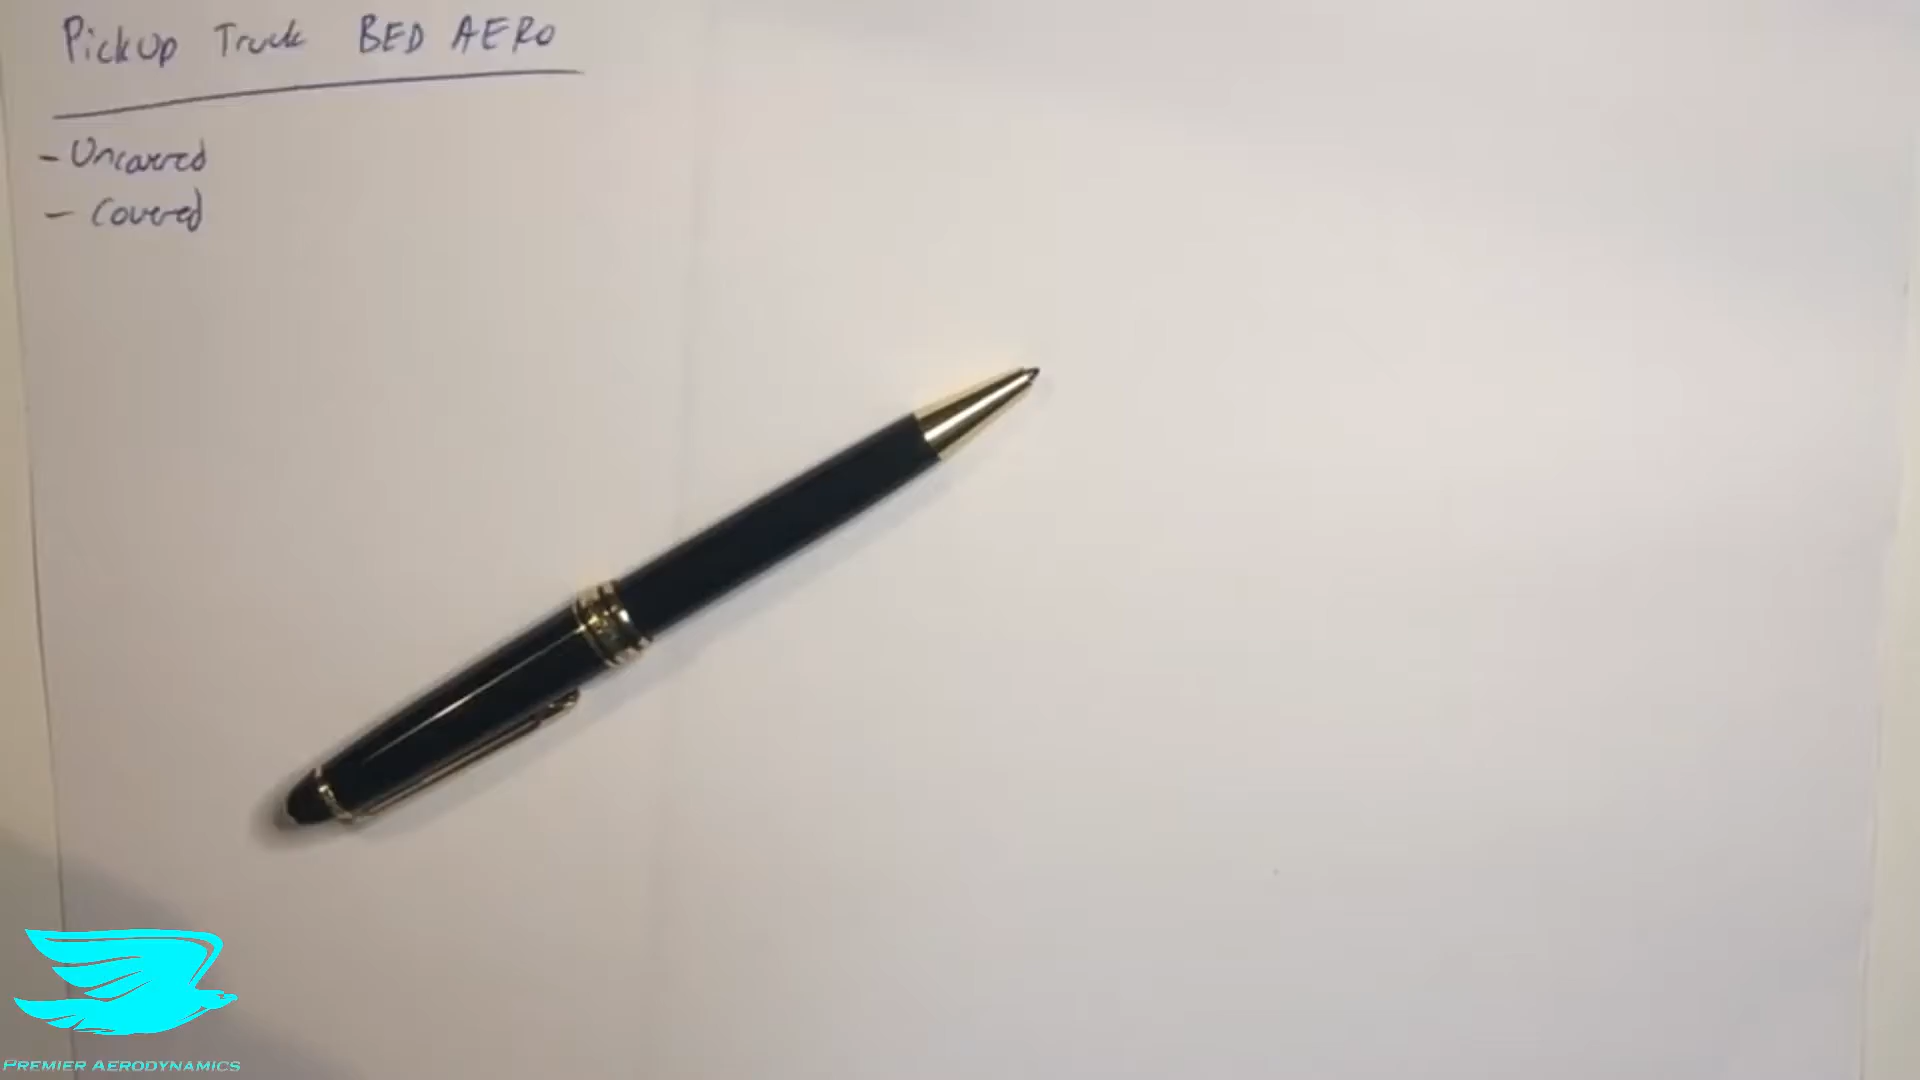 Pickup Truck BED AERO
- Uncovered
- Covered
PREMIER AERODYNAMICS